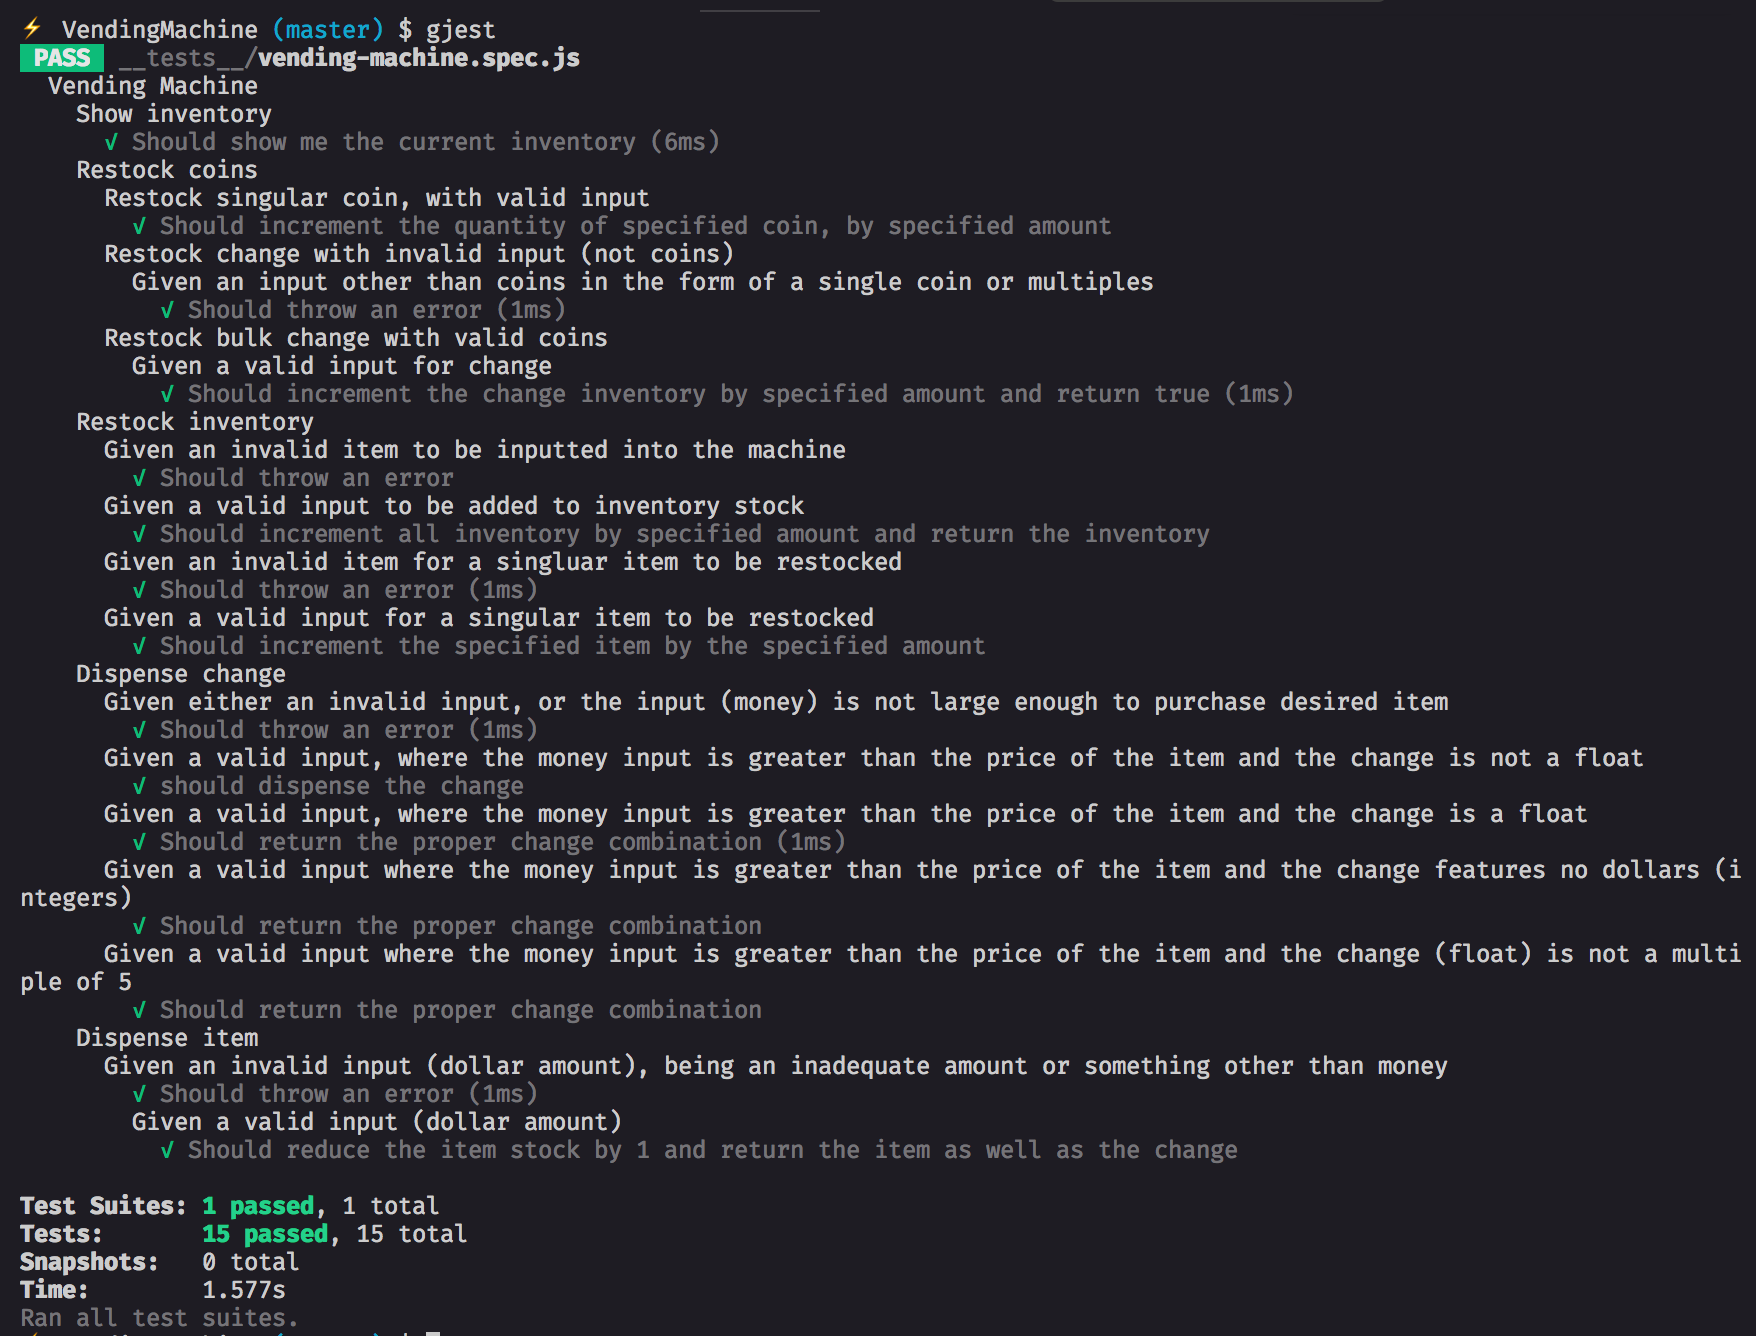 ⚡ VendingMachine (master) $ gjest
PASS __tests__/vending-machine.spec.js
Vending Machine
Show inventory
√ Should show me the current inventory (6ms)
Restock coins
Restock singular coin, with valid input
√ Should increment the quantity of specified coin, by specified amount
Restock change with invalid input (not coins)
Given an input other than coins in the form of a single coin or multiples
√ Should throw an error (1ms)
Restock bulk change with valid coins
Given a valid input for change
√ Should increment the change inventory by specified amount and return true (1ms)
Restock inventory
Given an invalid item to be inputted into the machine
√ Should throw an error
Given a valid input to be added to inventory stock
√ Should increment all inventory by specified amount and return the inventory
Given an invalid item for a singluar item to be restocked
√ Should throw an error (1ms)
Given a valid input for a singular item to be restocked
√ Should increment the specified item by the specified amount
Dispense change
Given either an invalid input, or the input (money) is not large enough to purchase desired item
√ Should throw an error (1ms)
Given a valid input, where the money input is greater than the price of the item and the change is not a float
√ should dispense the change
Given a valid input, where the money input is greater than the price of the item and the change is a float
√ Should return the proper change combination (1ms)
Given a valid input where the money input is greater than the price of the item and the change features no dollars (i
ntegers)
√ Should return the proper change combination
Given a valid input where the money input is greater than the price of the item and the change (float) is not a multi
ple of 5
√ Should return the proper change combination
Dispense item
Given an invalid input (dollar amount), being an inadequate amount or something other than money
√ Should throw an error (1ms)
Given a valid input (dollar amount)
√ Should reduce the item stock by 1 and return the item as well as the change
Test Suites: 1 passed, 1 total
Tests: 15 passed, 15 total
Snapshots: 0 total
Time: 1.577s
Ran all test suites.